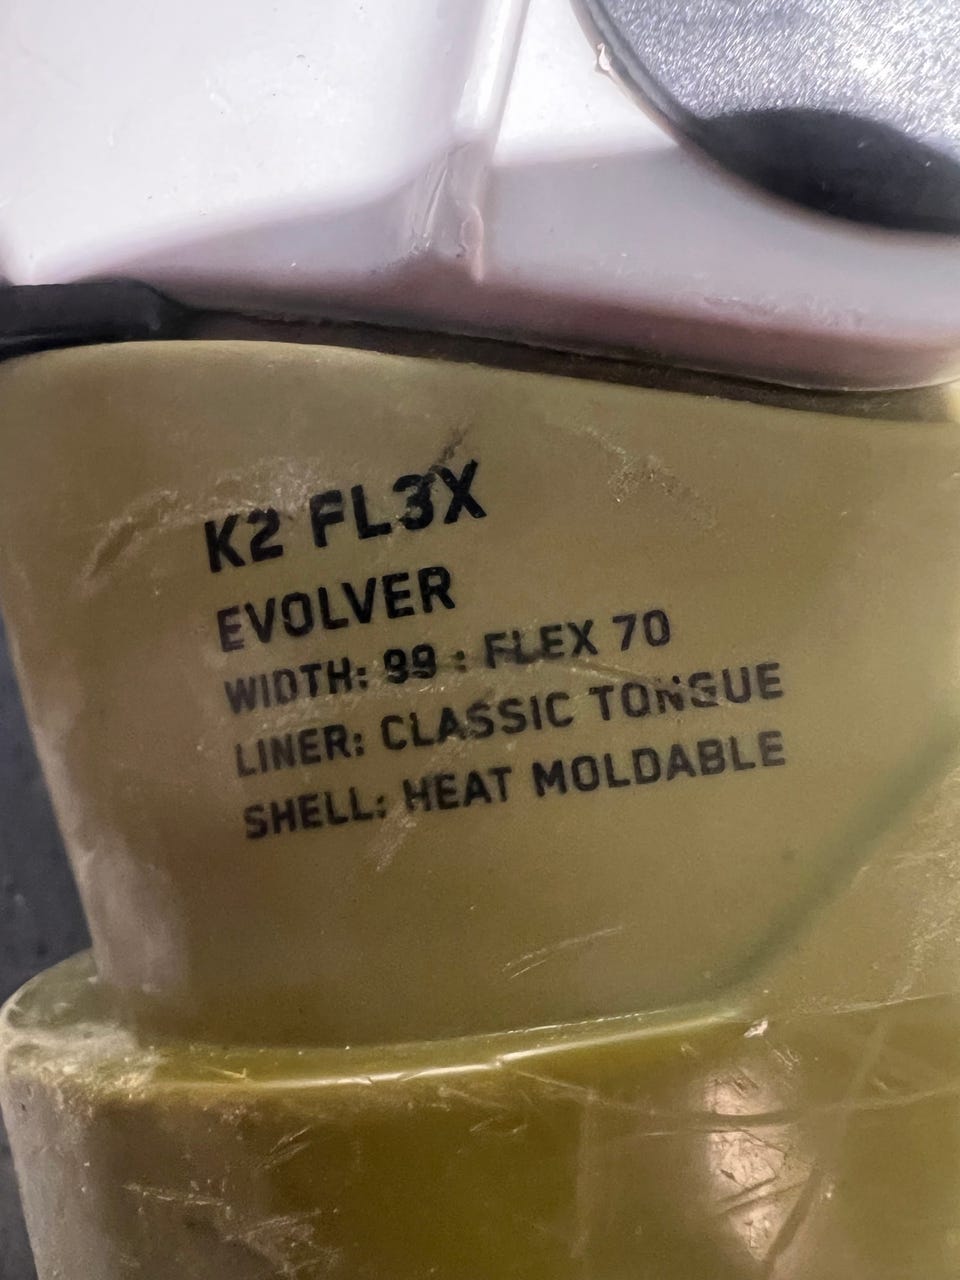 K2 FL3X
EVOLVER
WIDTH: 99 : FLEX 70
LINER: CLASSIC TONGUE
SHELL: HEAT MOLDABLE